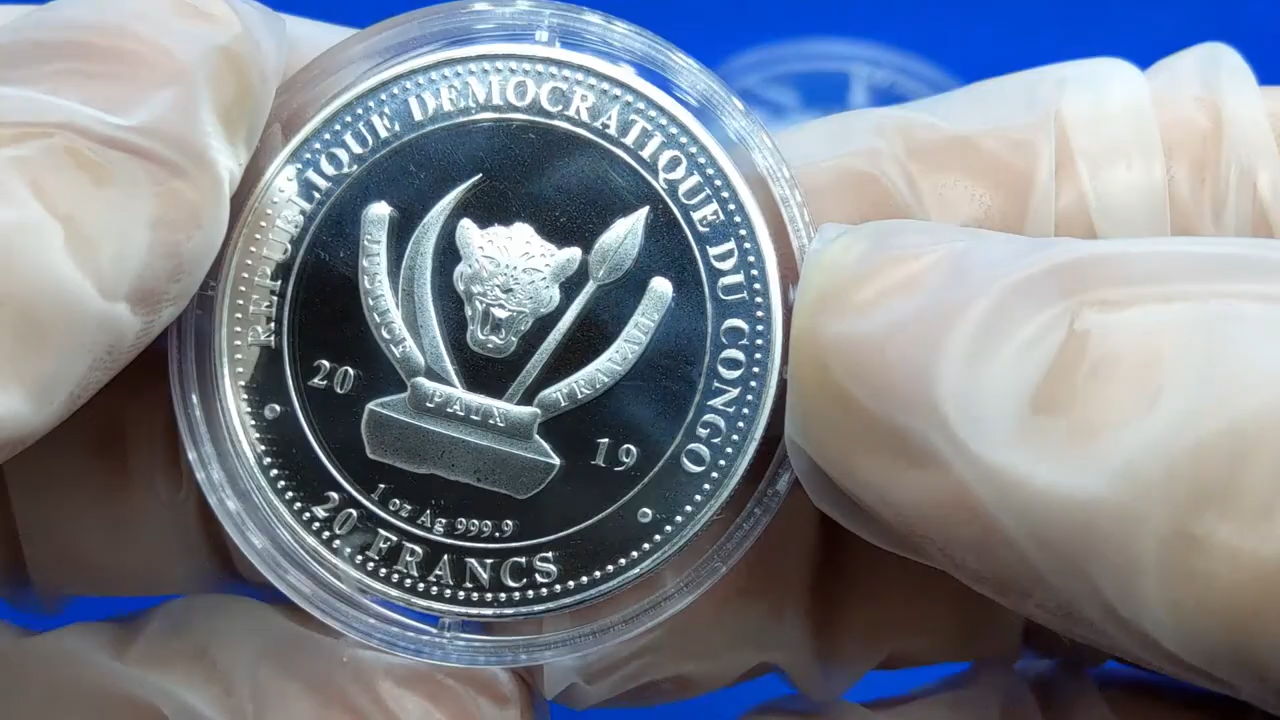 REPUBLIQUE DEMOCRATIQUE DU CONGO
JUSTICE
PAIX
TRAVAIL
20 19
1 oz Ag 999.9
20 FRANCS